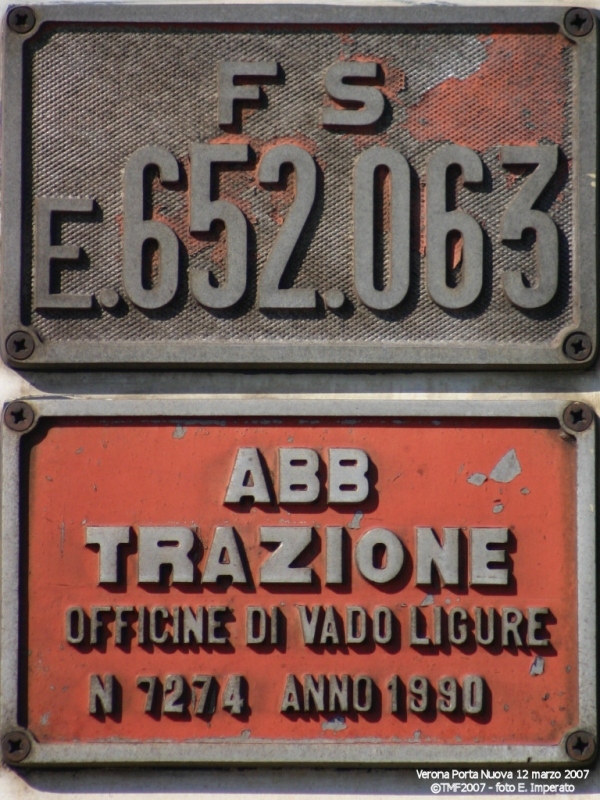 FS
E.652.063
ABB
TRAZIONE
OFFICINE DI VADO LIGURE
N 7274 ANNO 1990
Verona Porta Nuova 12 marzo 2007
©TMF2007 - foto E. Imperato